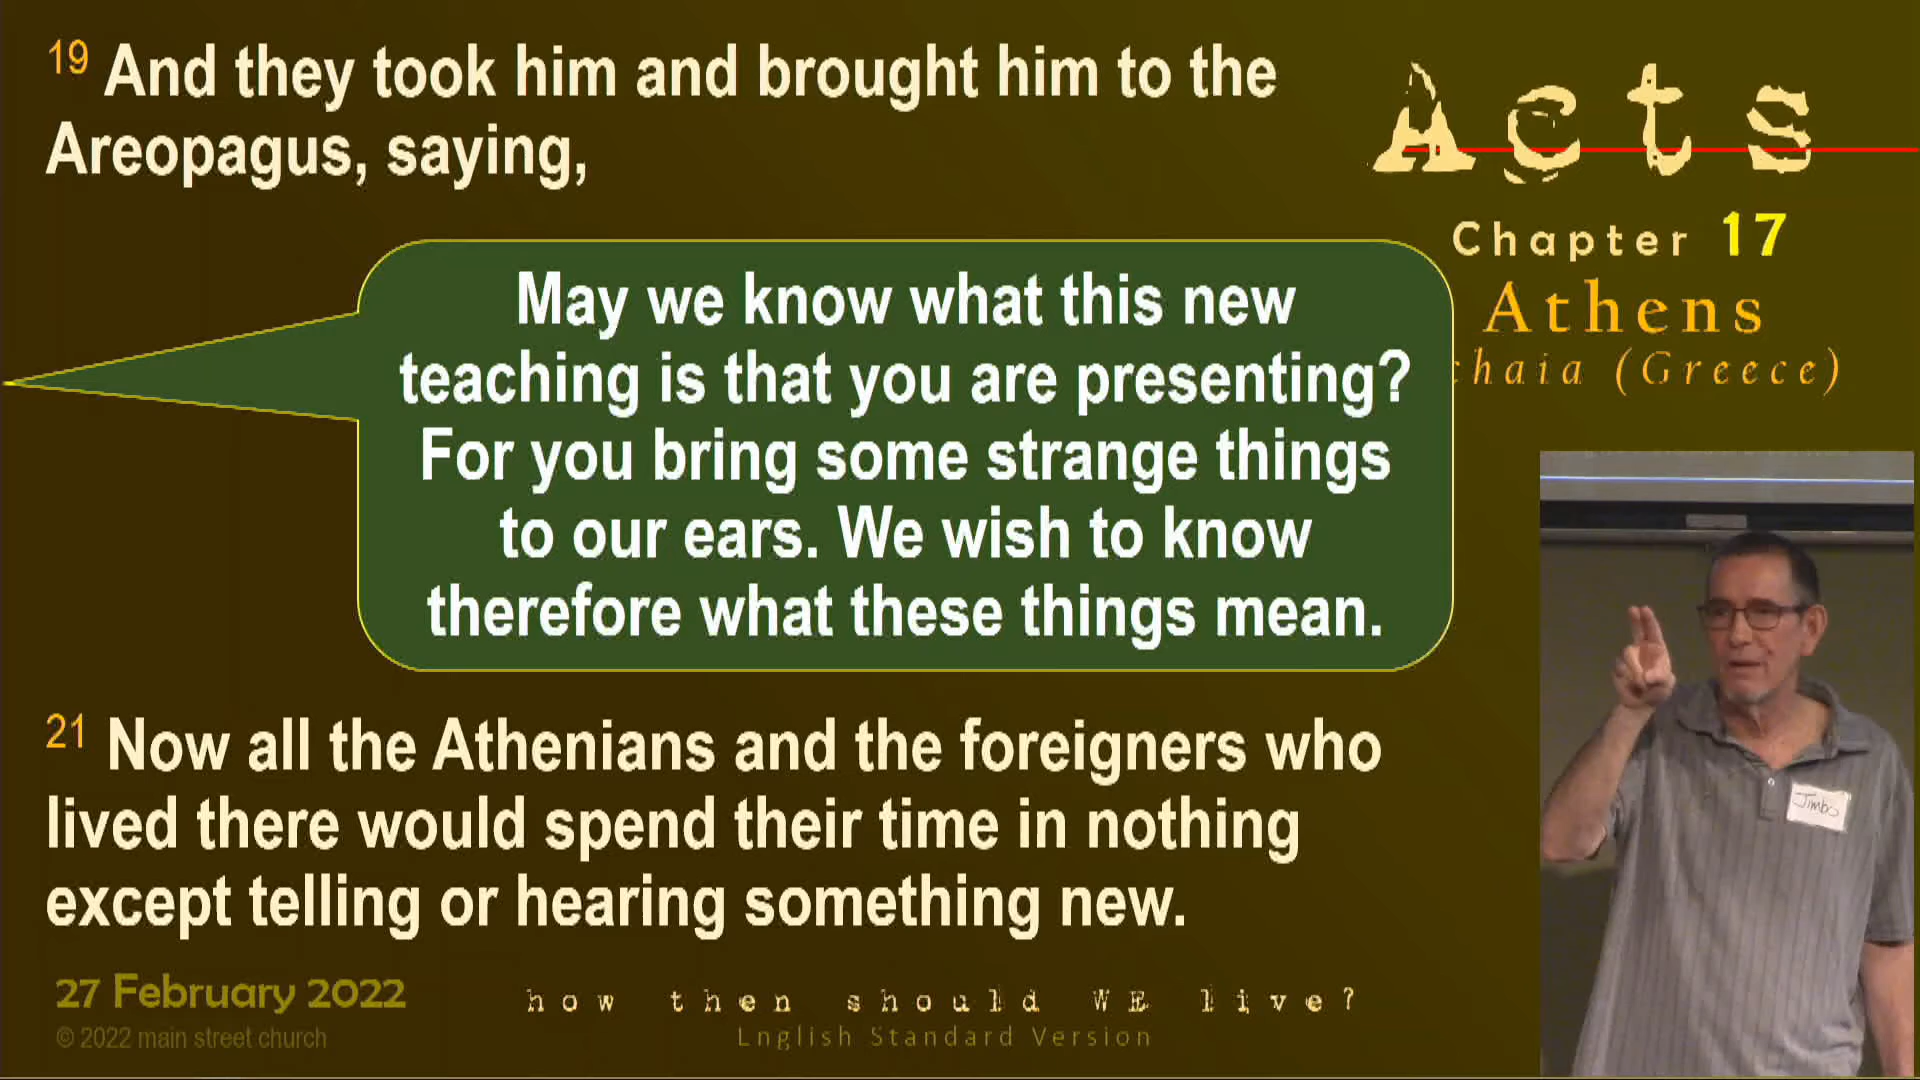 19 And they took him and brought him to the
Areopagus, saying,
May we know what this new
teaching is that you are presenting?
For you bring some strange things
to our ears. We wish to know
therefore what these things mean.
21 Now all the Athenians and the foreigners who
lived there would spend their time in nothing
except telling or hearing something new.
Acts
Chapter 17
Athens
chaia (Greece)
Jimbo
27 February 2022
© 2022 main street church
how then should WE live?
English Standard Version